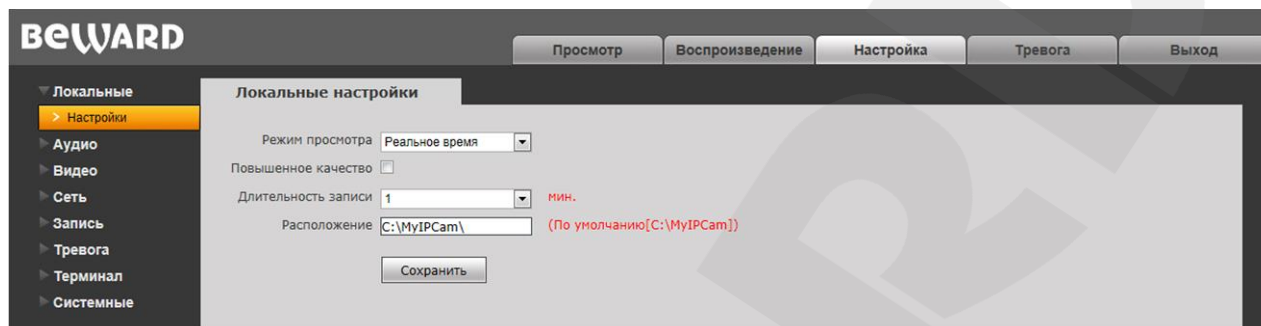 BEWARD
Просмотр Воспроизведение Настройка Тревога Выход
Локальные
> Настройки
Аудио
Видео
Сеть
Запись
Тревога
Терминал
Системные
Локальные настройки
Режим просмотра Реальное время
Повышенное качество
Длительность записи 1 мин.
Расположение C:\MyIPCam\ (По умолчанию[C:\MyIPCam])
Сохранить